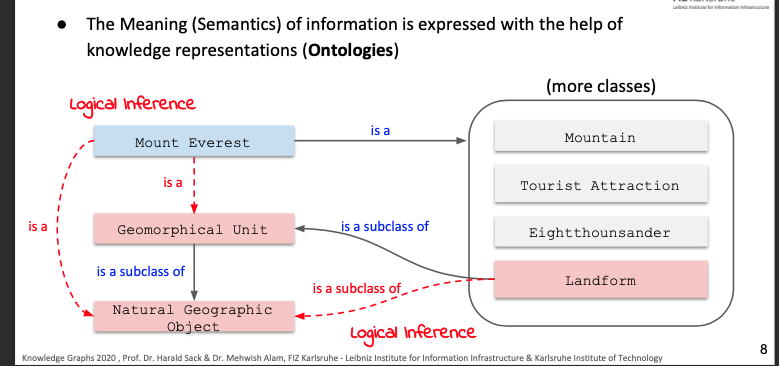 Leibniz Institute for Information Infrastructure
● The Meaning (Semantics) of information is expressed with the help of
knowledge representations (Ontologies)
(more classes)
Logical Inference
Mount Everest
is a
Mountain
is a
Tourist Attraction
is a
Geomorphical Unit
is a subclass of
Eightthounsander
is a subclass of
Landform
is a subclass of
Natural Geographic
Object
Logical Inference
8
Knowledge Graphs 2020 , Prof. Dr. Harald Sack & Dr. Mehwish Alam, FIZ Karlsruhe - Leibniz Institute for Information Infrastructure & Karlsruhe Institute of Technology